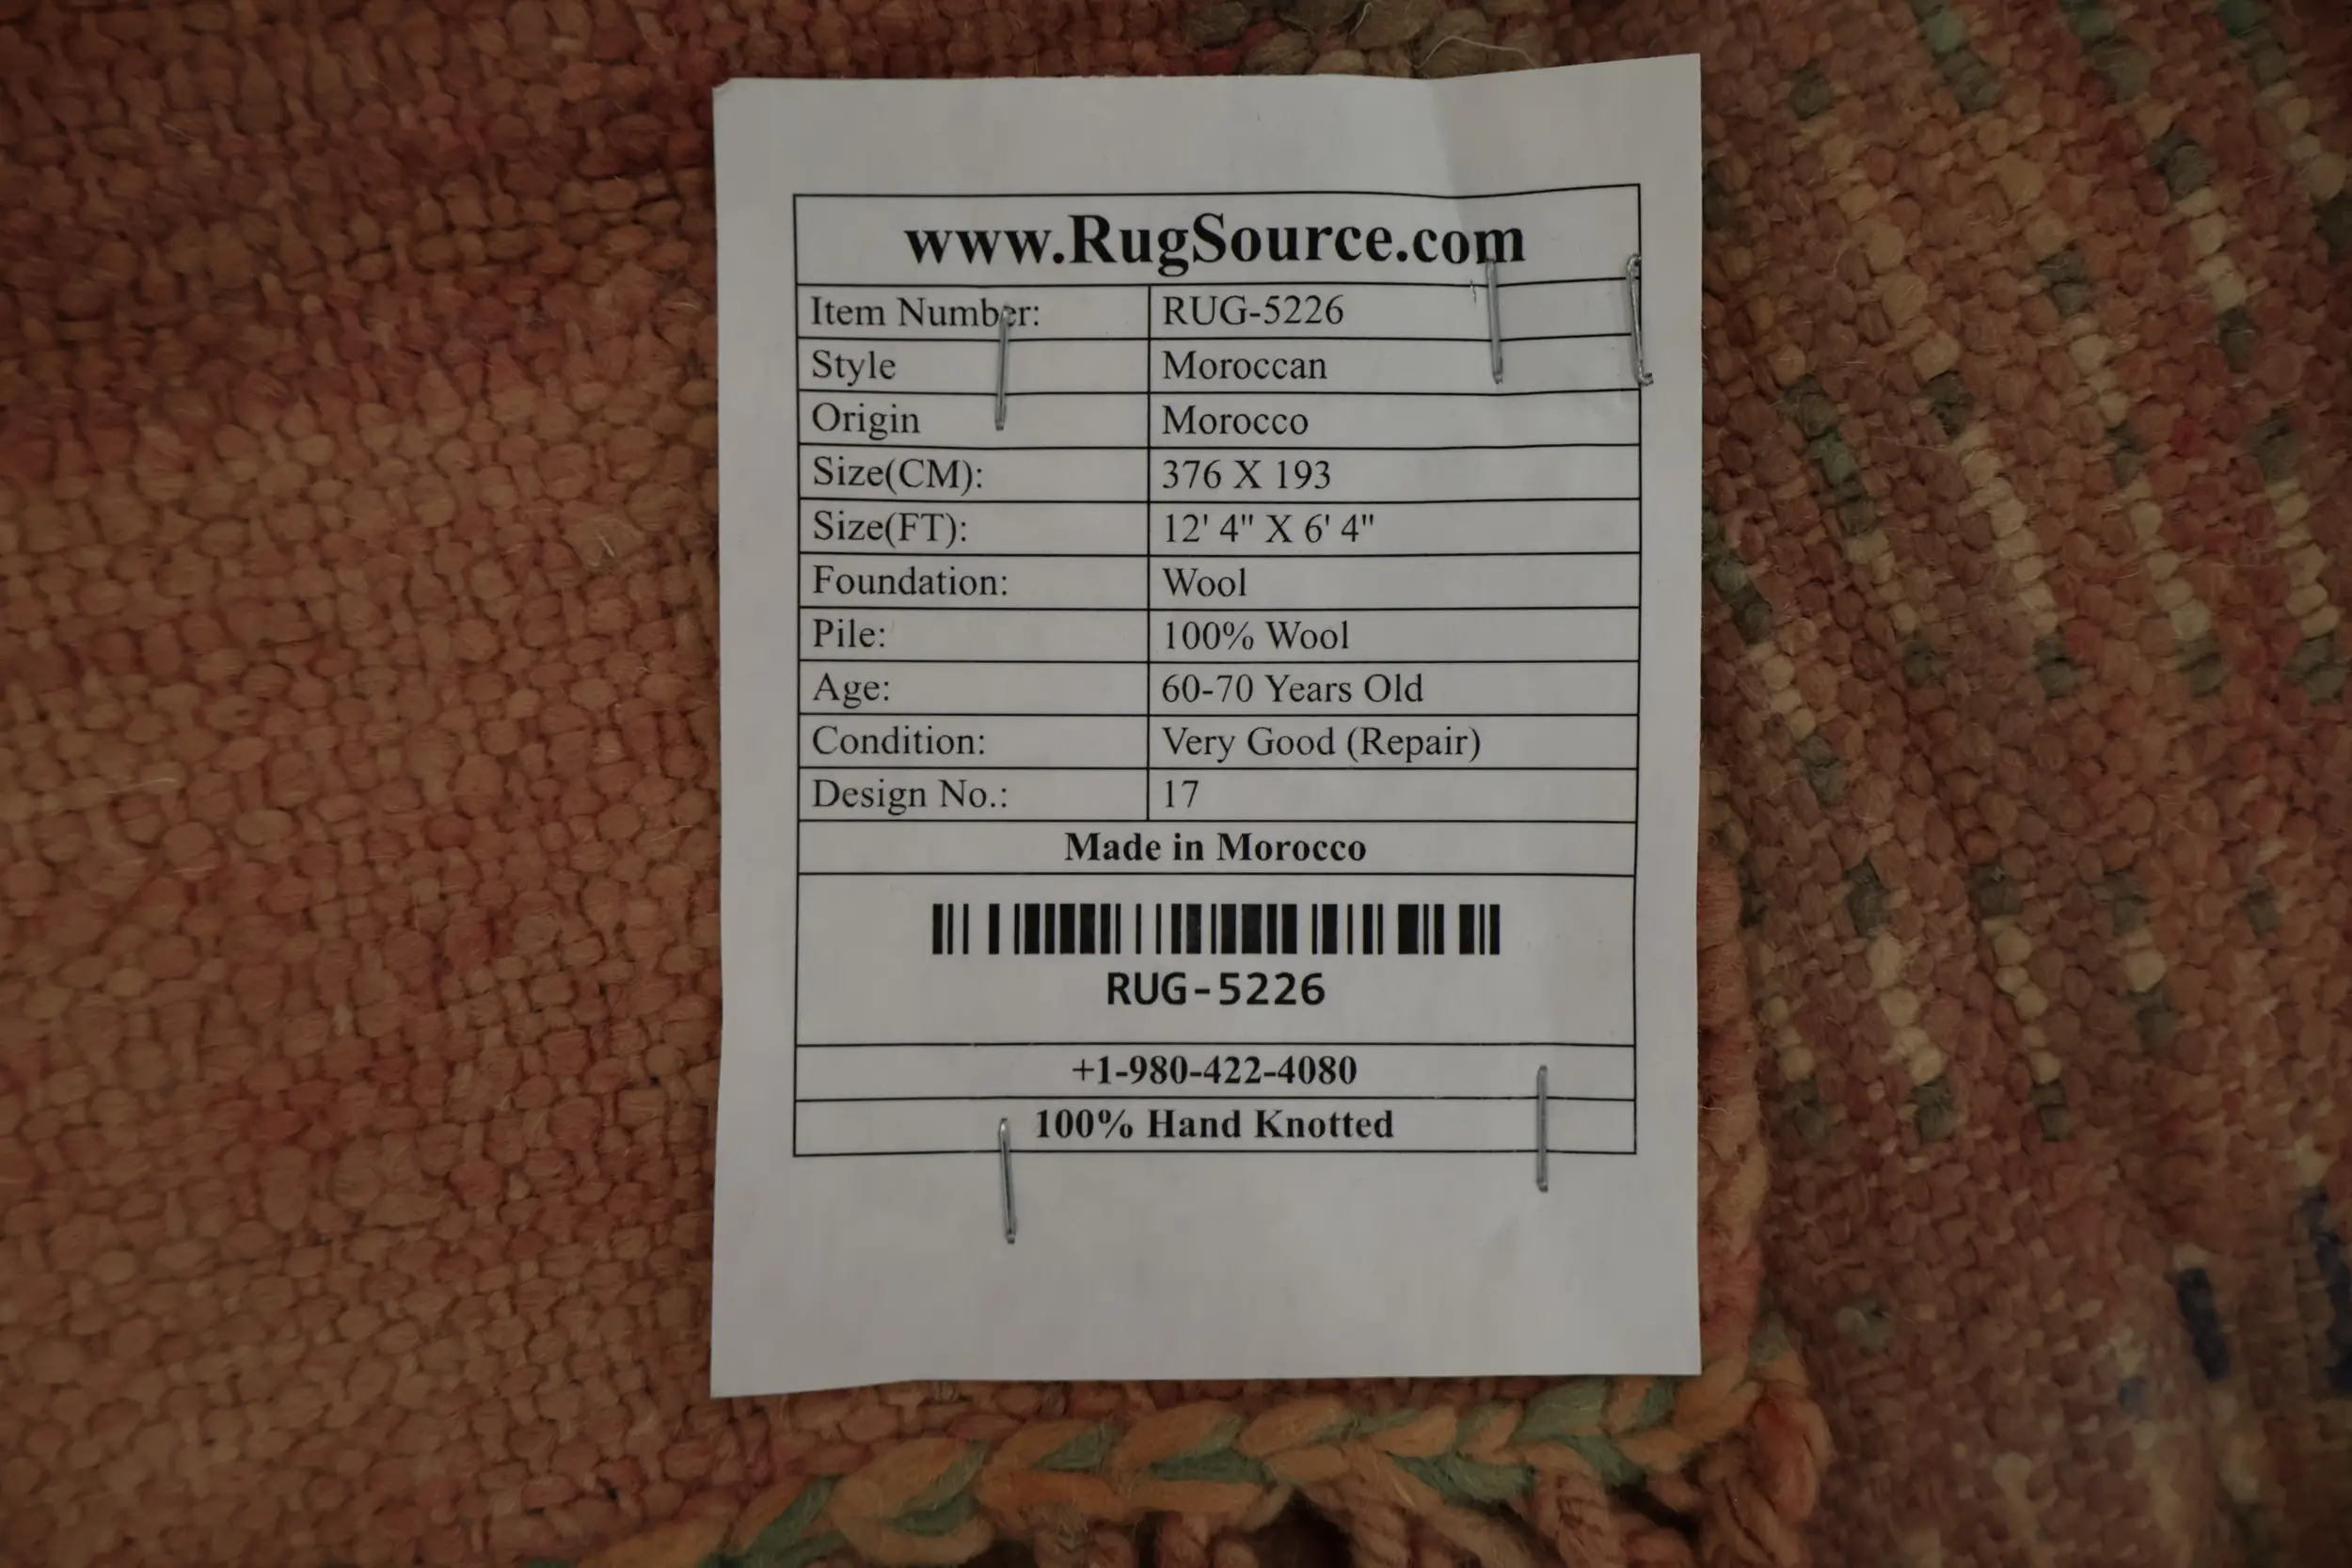 www.RugSource.com
Item Number: RUG-5226
Style Moroccan
Origin Morocco
Size(CM): 376 X 193
Size(FT): 12' 4" X 6' 4"
Foundation: Wool
Pile: 100% Wool
Age: 60-70 Years Old
Condition: Very Good (Repair)
Design No.: 17
Made in Morocco
RUG-5226
+1-980-422-4080
100% Hand Knotted